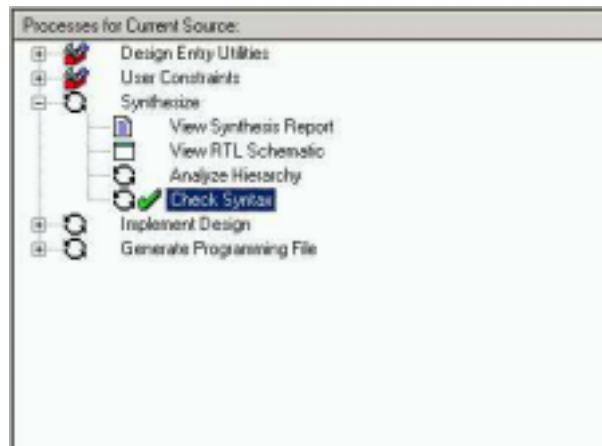 Processes for Current Source:
Design Entry Utilities
User Constraints
Synthesize
View Synthesis Report
View RTL Schematic
Analyze Hierarchy
Check Syntax
Implement Design
Generate Programming File